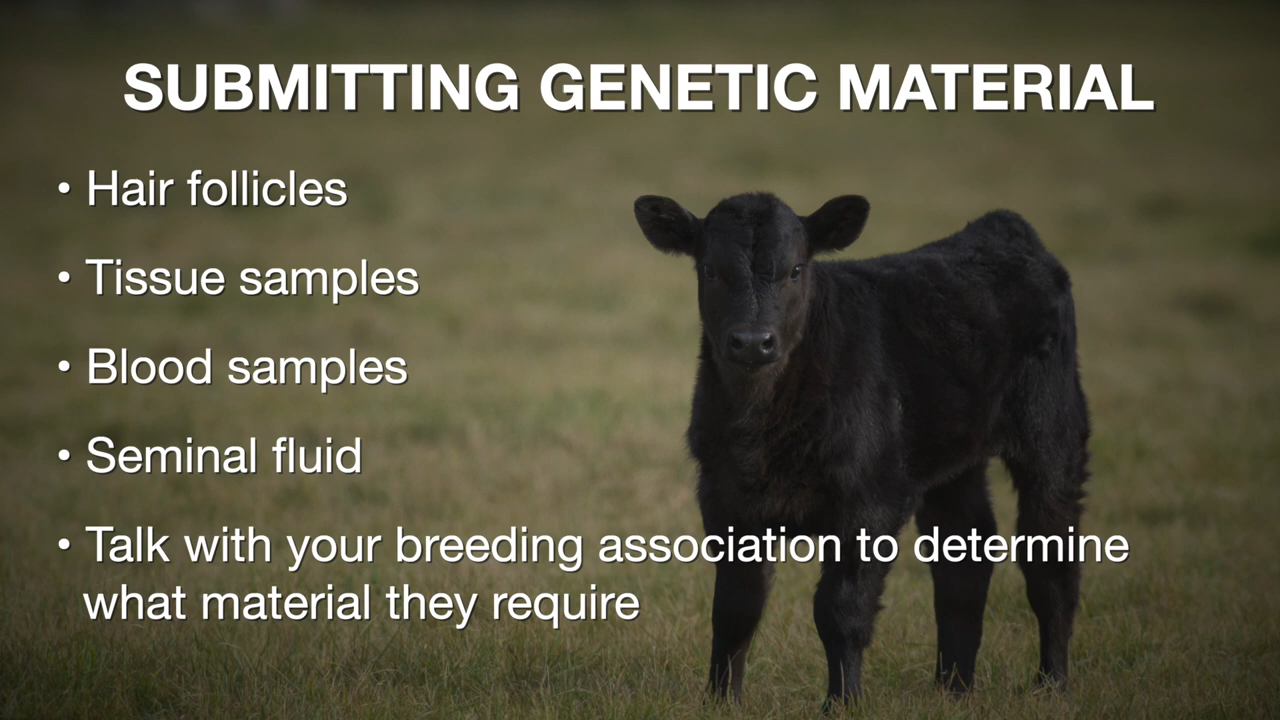 SUBMITTING GENETIC MATERIAL
• Hair follicles
• Tissue samples
• Blood samples
• Seminal fluid
• Talk with your breeding association to determine
what material they require